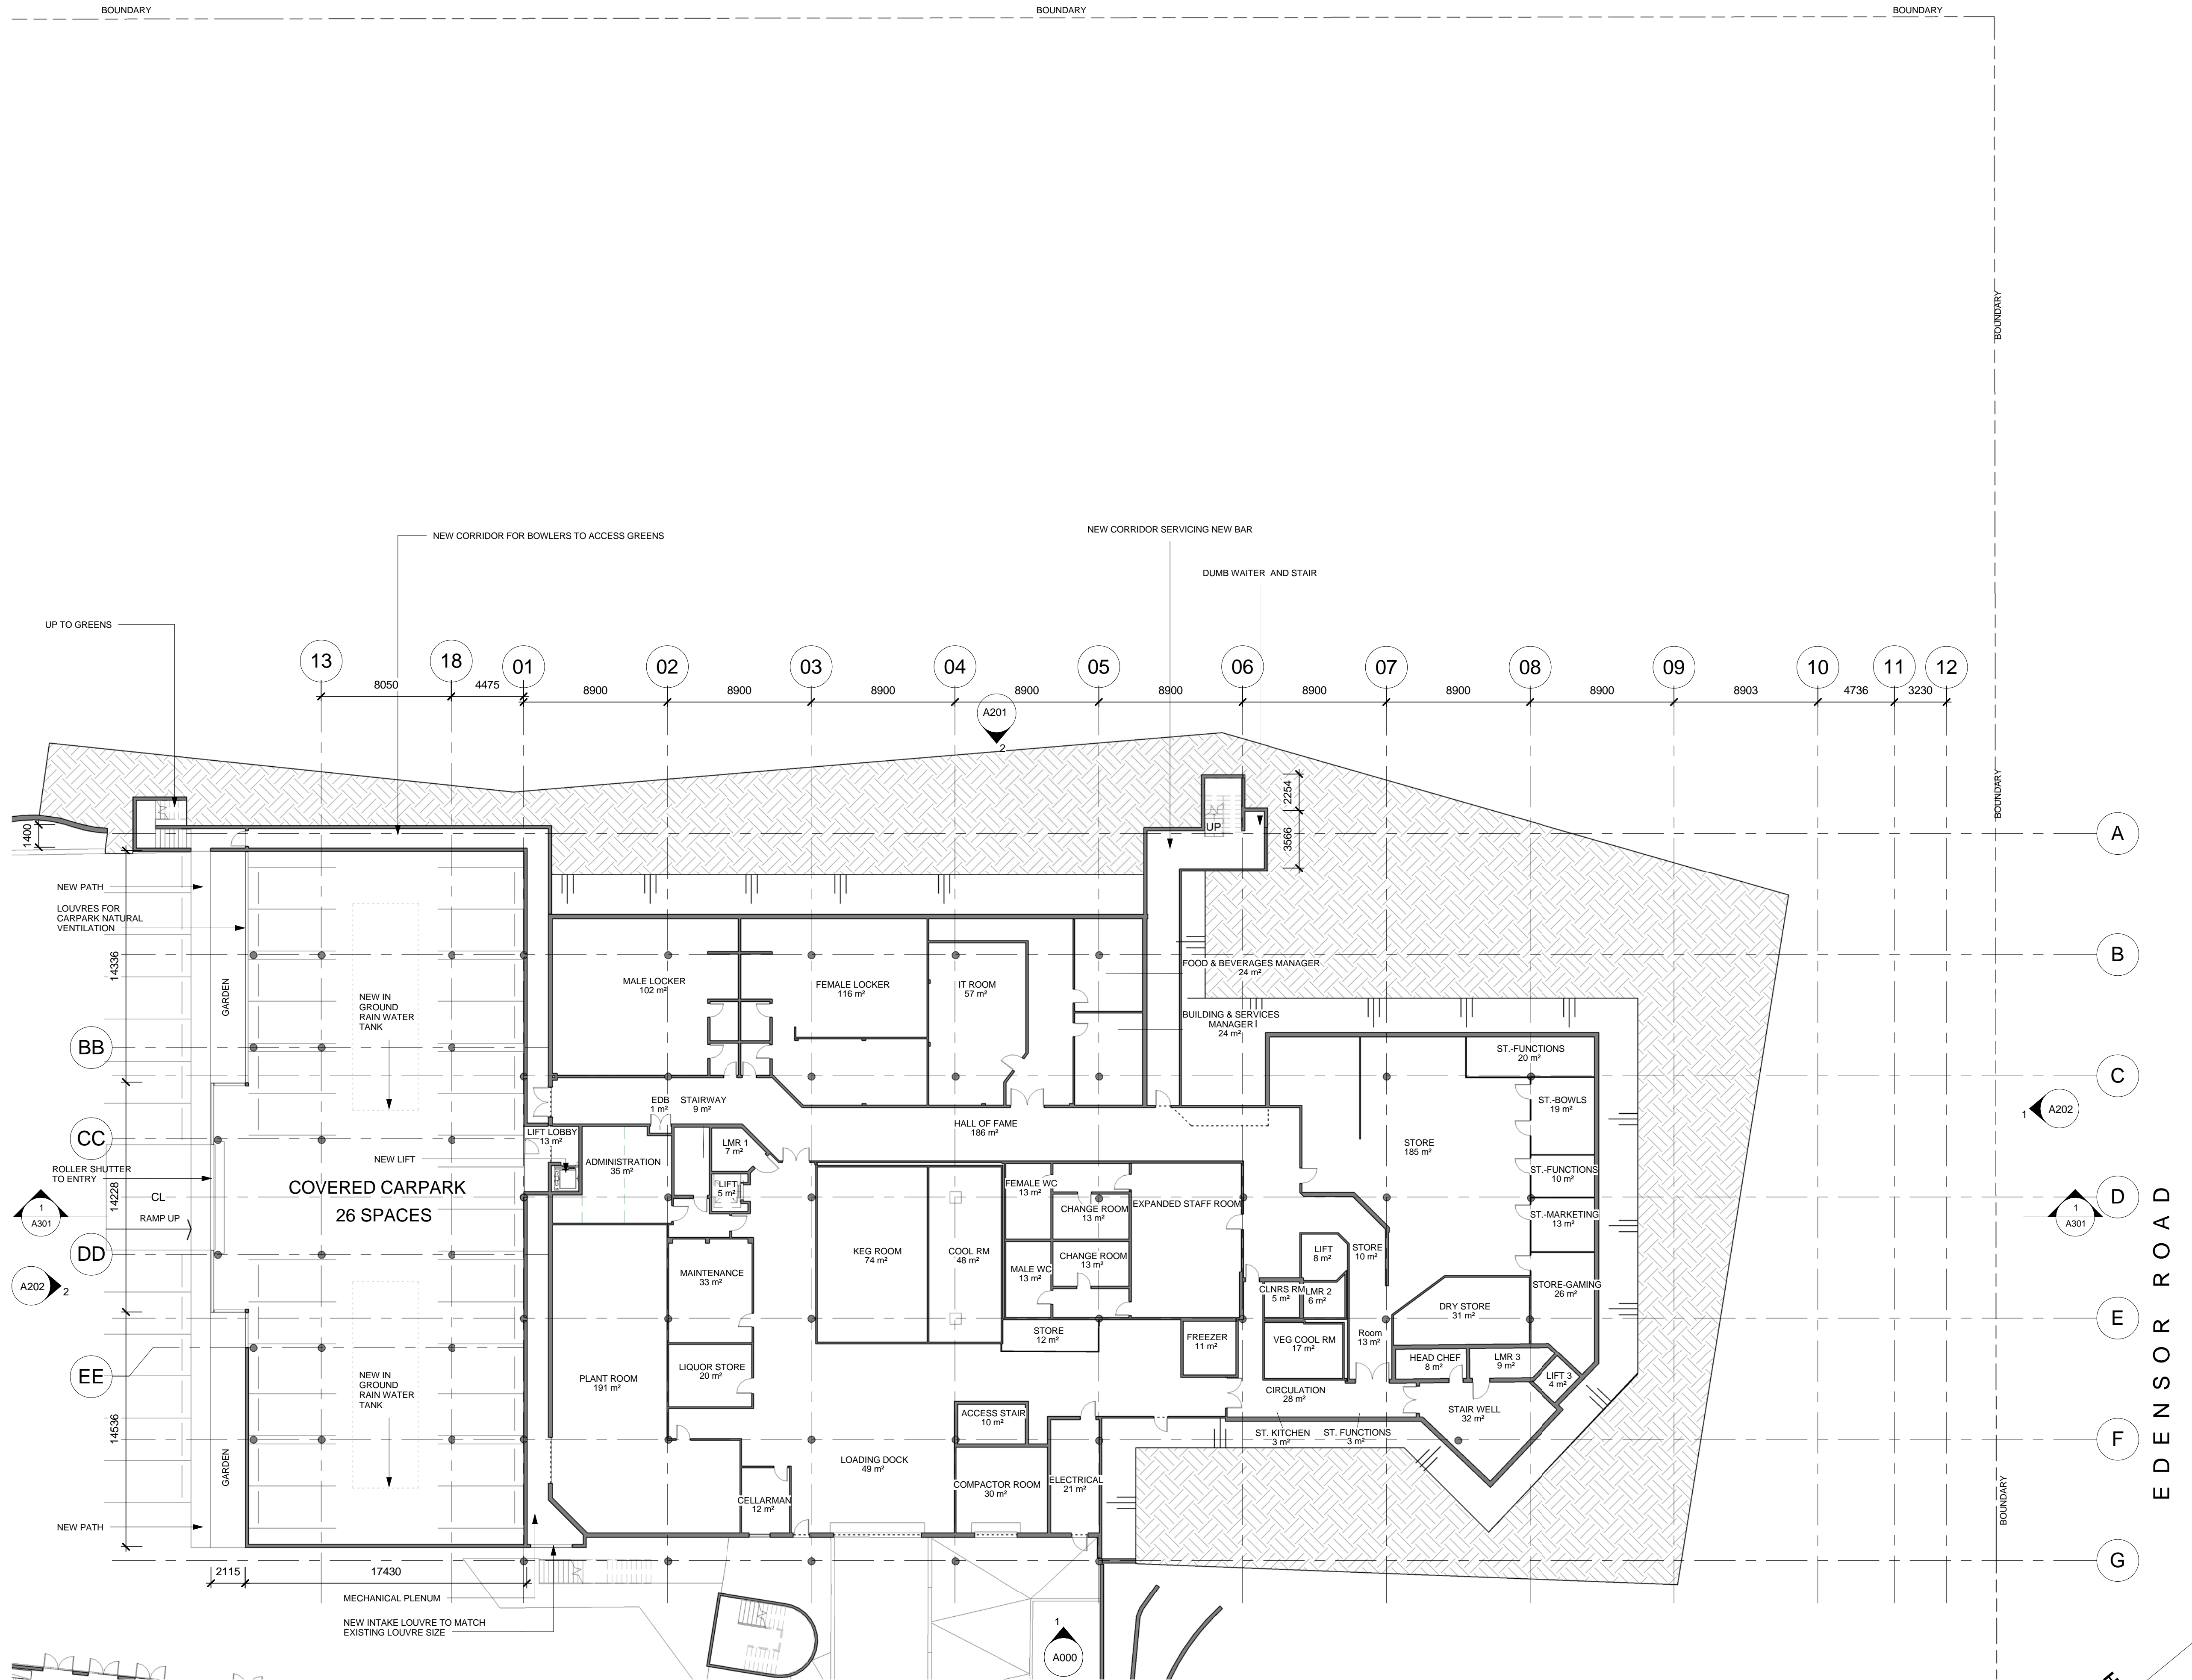 BOUNDARY
BOUNDARY
BOUNDARY
BOUNDARY
NEW CORRIDOR FOR BOWLERS TO ACCESS GREENS
NEW CORRIDOR SERVICING NEW BAR
DUMB WAITER AND STAIR
UP TO GREENS
13
18
01
02
03
04
05
06
07
08
09
10
11
12
8050
4475
8900
8900
8900
8900
8900
8900
8900
8900
8903
4736
3230
A201
2
BOUNDARY
2254
3566
UP
1400
A
NEW PATH
LOUVRES FOR
CARPARK NATURAL
VENTILATION
14336
GARDEN
NEW IN
GROUND
RAIN WATER
TANK
MALE LOCKER
102 m²
FEMALE LOCKER
116 m²
IT ROOM
57 m²
FOOD & BEVERAGES MANAGER
24 m²
BUILDING & SERVICES
MANAGER
24 m²
B
BB
ST.-FUNCTIONS
20 m²
C
ST.-BOWLS
19 m²
1
A202
EDB
1 m²
STAIRWAY
9 m²
HALL OF FAME
186 m²
CC
LIFT LOBBY
13 m²
LMR 1
7 m²
STORE
185 m²
ROLLER SHUTTER
TO ENTRY
NEW LIFT
ADMINISTRATION
35 m²
LIFT
5 m²
FEMALE WC
13 m²
CHANGE ROOM
13 m²
EXPANDED STAFF ROOM
ST.-FUNCTIONS
10 m²
D
COVERED CARPARK
26 SPACES
CL
14228
RAMP UP
1
A301
ST.-MARKETING
13 m²
1
A301
DD
KEG ROOM
74 m²
COOL RM
48 m²
MALE WC
13 m²
CHANGE ROOM
13 m²
LIFT
8 m²
STORE
10 m²
MAINTENANCE
33 m²
A202
2
CLNRS RM
5 m²
LMR 2
6 m²
STORE-GAMING
26 m²
DRY STORE
31 m²
E
STORE
12 m²
FREEZER
11 m²
VEG COOL RM
17 m²
Room
13 m²
EE
NEW IN
GROUND
RAIN WATER
TANK
PLANT ROOM
191 m²
LIQUOR STORE
20 m²
HEAD CHEF
8 m²
LMR 3
9 m²
LIFT 3
4 m²
CIRCULATION
28 m²
STAIR WELL
32 m²
ACCESS STAIR
10 m²
ST. KITCHEN
3 m²
ST. FUNCTIONS
3 m²
F
14536
GARDEN
LOADING DOCK
49 m²
COMPACTOR ROOM
30 m²
ELECTRICAL
21 m²
CELLARMAN
12 m²
NEW PATH
BOUNDARY
BOUNDARY
EDENSOR ROAD
G
2115
17430
MECHANICAL PLENUM
NEW INTAKE LOUVRE TO MATCH
EXISTING LOUVRE SIZE
1
A000